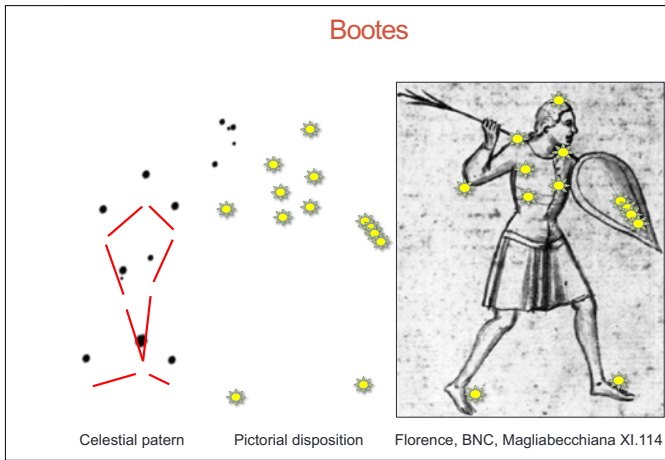 Bootes
Celestial patern
Pictorial disposition
Florence, BNC, Magliabecchiana XI.114